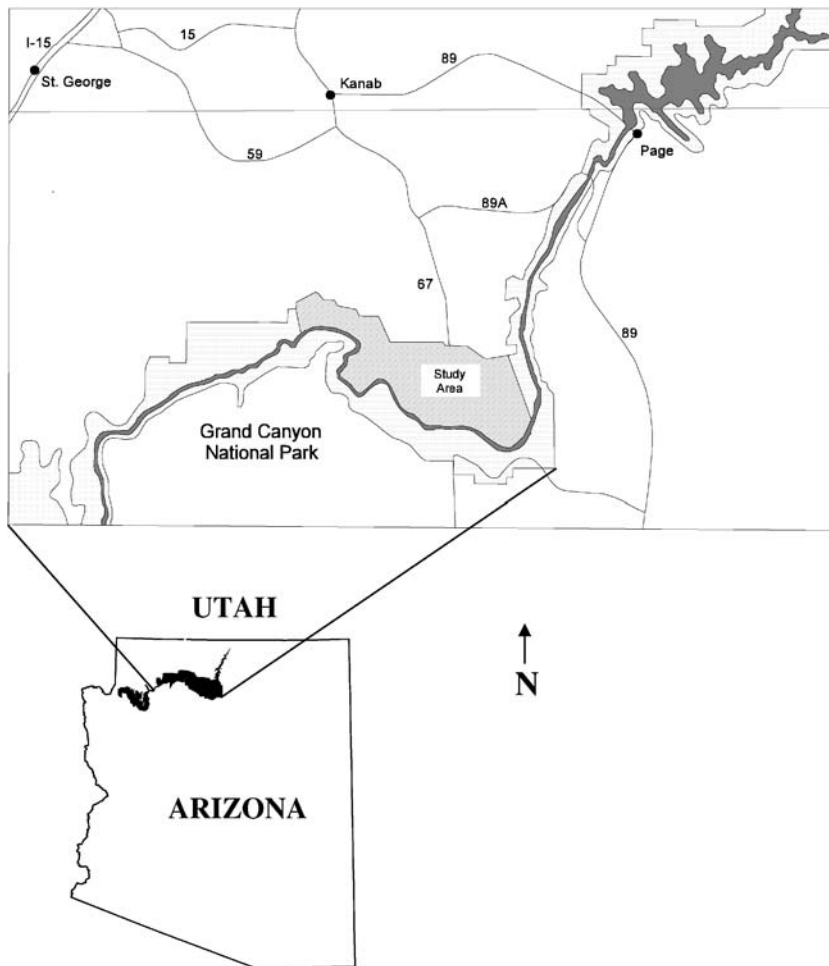 I-15
15
89
St. George
Kanab
59
Page
89A
67
89
Study
Area
Grand Canyon
National Park
UTAH
N
ARIZONA